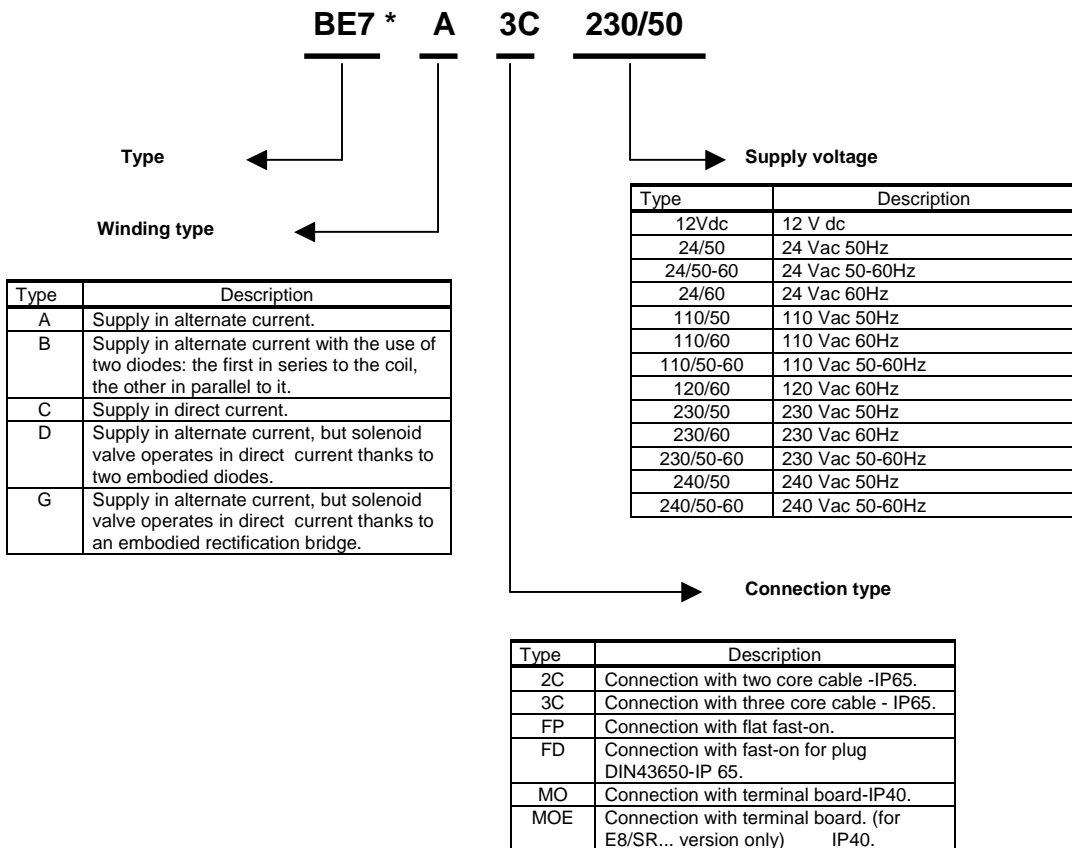 BE7 * A 3C 230/50
Type
Supply voltage
Winding type
Type Description
A Supply in alternate current.
B Supply in alternate current with the use of
two diodes: the first in series to the coil,
the other in parallel to it.
C Supply in direct current.
D Supply in alternate current, but solenoid
valve operates in direct current thanks to
two embodied diodes.
G Supply in alternate current, but solenoid
valve operates in direct current thanks to
an embodied rectification bridge.
Type Description
12Vdc 12 V dc
24/50 24 Vac 50Hz
24/50-60 24 Vac 50-60Hz
24/60 24 Vac 60Hz
110/50 110 Vac 50Hz
110/60 110 Vac 60Hz
110/50-60 110 Vac 50-60Hz
120/60 120 Vac 60Hz
230/50 230 Vac 50Hz
230/60 230 Vac 60Hz
230/50-60 230 Vac 50-60Hz
240/50 240 Vac 50Hz
240/50-60 240 Vac 50-60Hz
Connection type
Type Description
2C Connection with two core cable -IP65.
3C Connection with three core cable - IP65.
FP Connection with flat fast-on.
FD Connection with fast-on for plug
DIN43650-IP 65.
MO Connection with terminal board-IP40.
MOE Connection with terminal board. (for
E8/SR... version only) IP40.